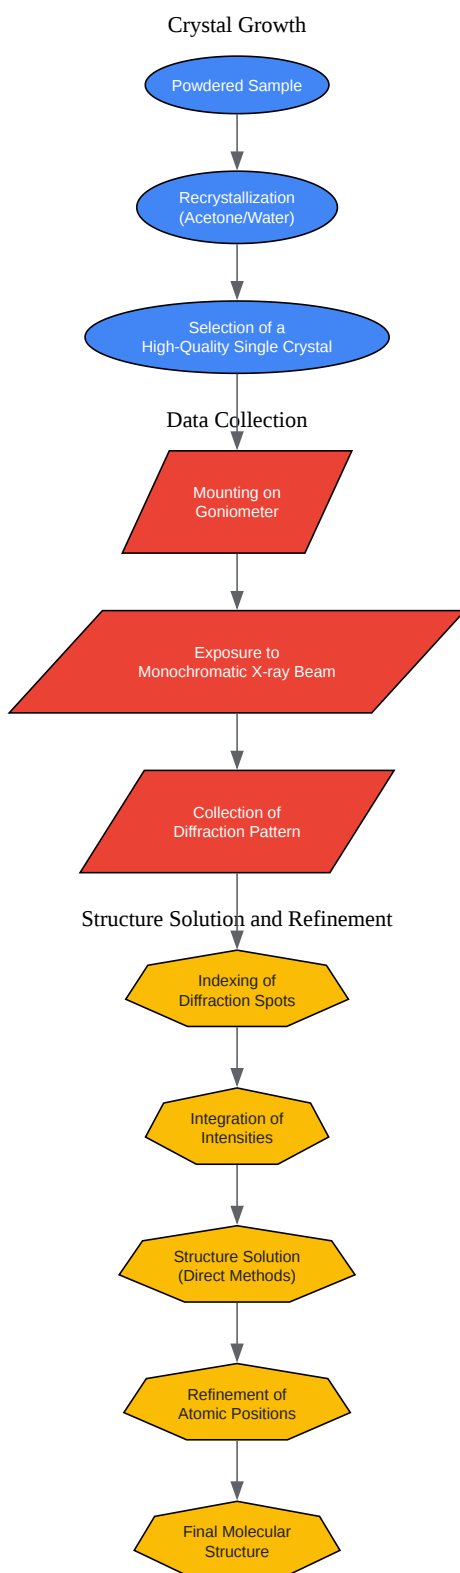 Crystal Growth
Powdered Sample
Recrystallization
(Acetone/Water)
Selection of a
High-Quality Single Crystal
Data Collection
Mounting on
Goniometer
Exposure to
Monochromatic X-ray Beam
Collection of
Diffraction Pattern
Structure Solution and Refinement
Indexing of
Diffraction Spots
Integration of
Intensities
Structure Solution
(Direct Methods)
Refinement of
Atomic Positions
Final Molecular
Structure